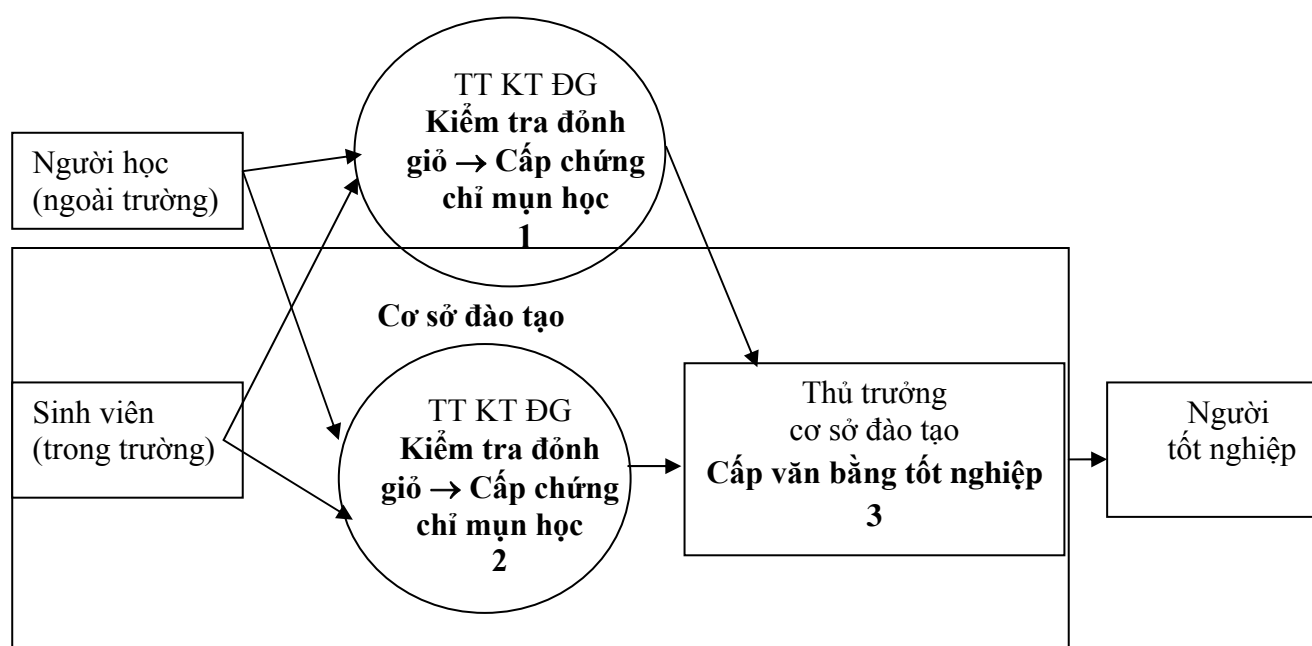 TT KT ĐG
Kiểm tra đỏnh
giỏ → Cấp chứng
chỉ mụn học
1
Người học
(ngoài trường)
Cơ sở đào tạo
Sinh viên
(trong trường)
TT KT ĐG
Kiểm tra đỏnh
giỏ → Cấp chứng
chỉ mụn học
2
Thủ trưởng
cơ sở đào tạo
Cấp văn bằng tốt nghiệp
3
Người
tốt nghiệp